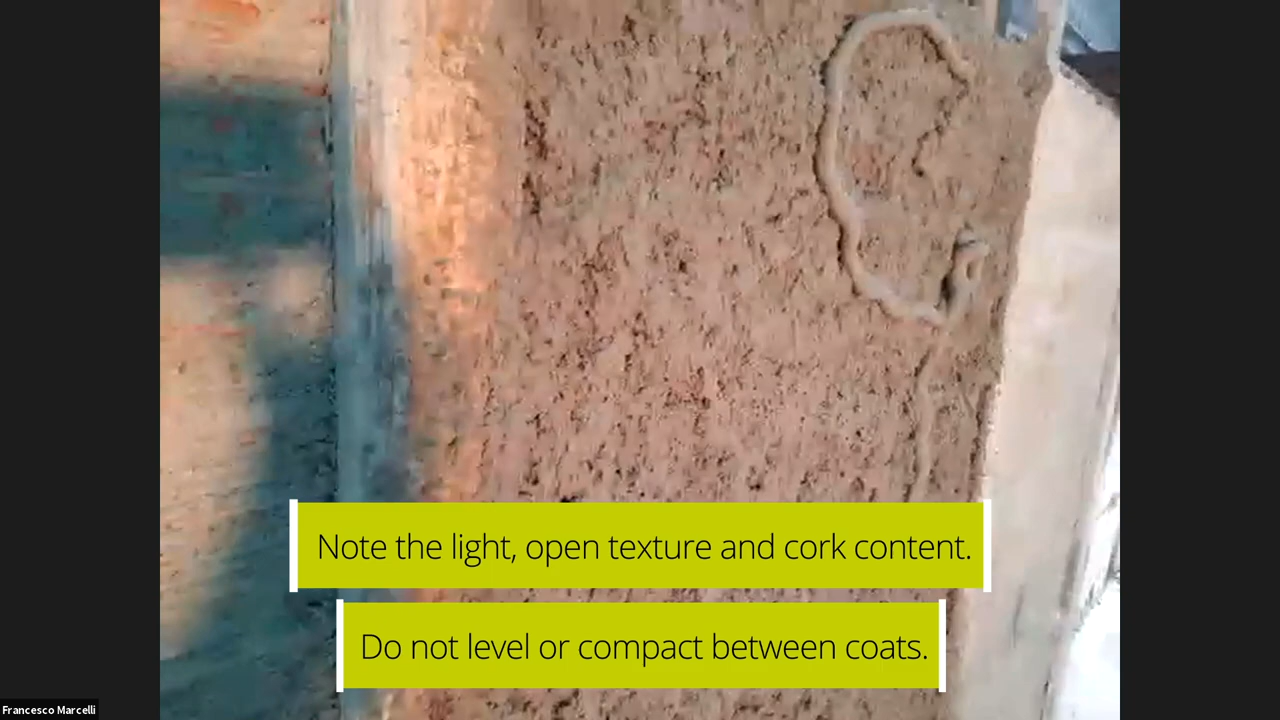 Note the light, open texture and cork content.
Do not level or compact between coats.
Francesco Marcelli